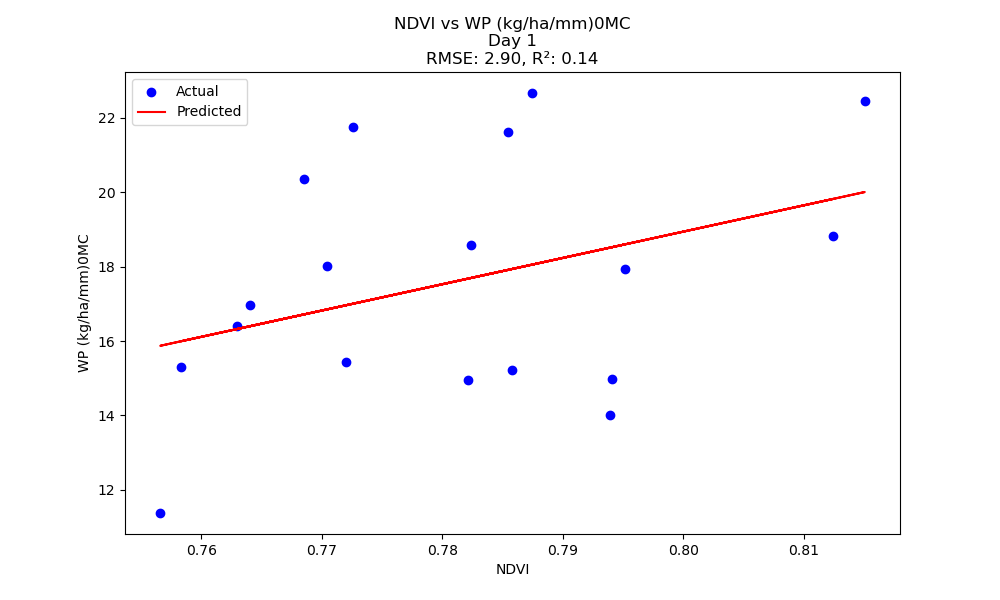 NDVI vs WP (kg/ha/mm)0MC
Day 1
RMSE: 2.90, R²: 0.14
Actual
Predicted
22
20
18
16
14
12
WP (kg/ha/mm)0MC
0.76 0.77 0.78 0.79 0.80 0.81
NDVI